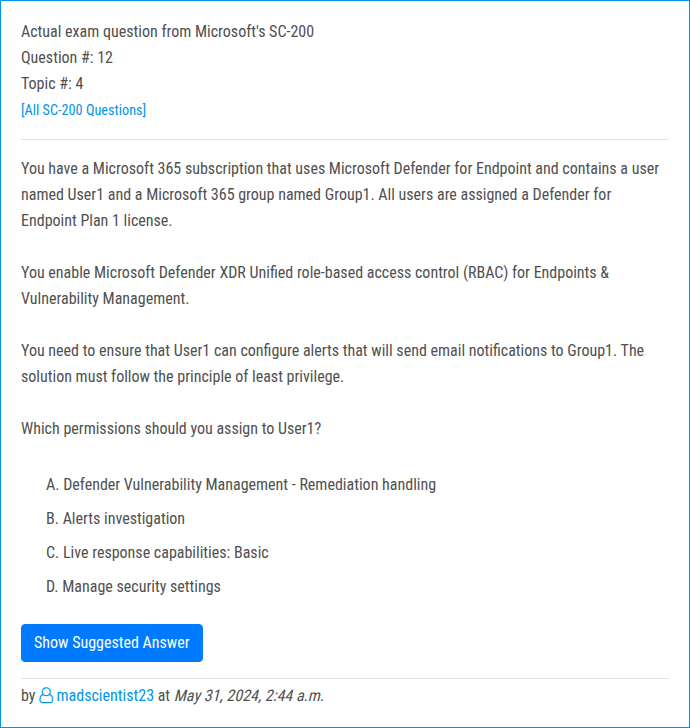 Actual exam question from Microsoft's SC-200
Question #: 12
Topic #: 4
[All SC-200 Questions]
You have a Microsoft 365 subscription that uses Microsoft Defender for Endpoint and contains a user
named User1 and a Microsoft 365 group named Group1. All users are assigned a Defender for
Endpoint Plan 1 license.
You enable Microsoft Defender XDR Unified role-based access control (RBAC) for Endpoints &
Vulnerability Management.
You need to ensure that User1 can configure alerts that will send email notifications to Group1. The
solution must follow the principle of least privilege.
Which permissions should you assign to User1?
A. Defender Vulnerability Management - Remediation handling
B. Alerts investigation
C. Live response capabilities: Basic
D. Manage security settings
Show Suggested Answer
by madscientist23 at May 31, 2024, 2:44 a.m.